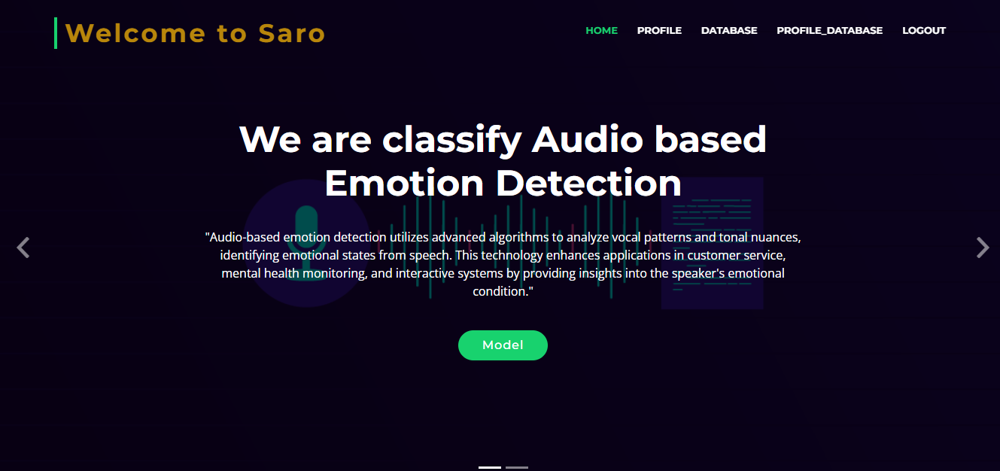 Welcome to Saro
HOME PROFILE DATABASE PROFILE_DATABASE LOGOUT
We are classify Audio based
Emotion Detection
"Audio-based emotion detection utilizes advanced algorithms to analyze vocal patterns and tonal nuances,
identifying emotional states from speech. This technology enhances applications in customer service,
mental health monitoring, and interactive systems by providing insights into the speaker's emotional
condition."
Model